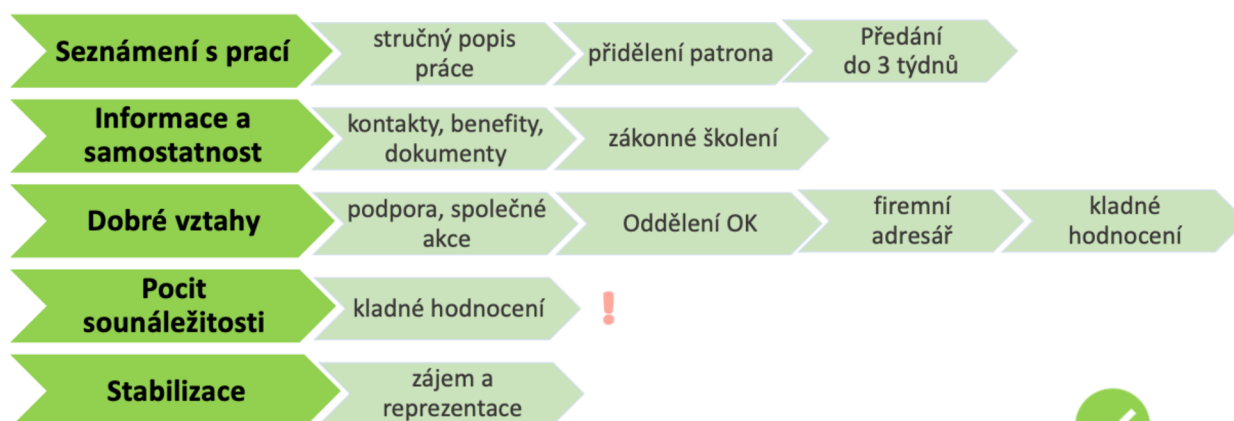 Seznámení s prací
stručný popis
práce
přidělení patrona
Předání
do 3 týdnů
Informace a
samostatnost
kontakty, benefity,
dokumenty
zákonné školení
Dobré vztahy
podpora, společné
akce
Oddělení OK
firemní
adresář
kladné
hodnocení
Pocit
sounáležitosti
kladné hodnocení
!
Stabilizace
zájem a
reprezentace